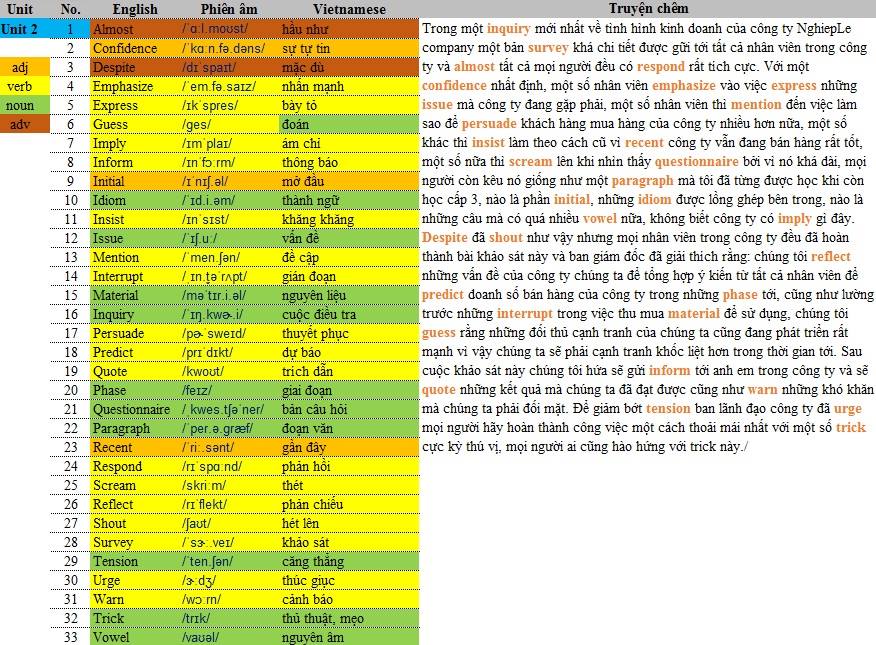 Unit No. English Phiên âm Vietnamese Truyện chêm
Unit 2 1 Almost /ˈɑːl.moʊst/ hầu như
2 Confidence /ˈkɑːn.fə.dəns/ sự tự tin
adj 3 Despite /dɪˈspaɪt/ mặc dù
verb 4 Emphasize /ˈem.fə.saɪz/ nhấn mạnh
noun 5 Express /ɪkˈspres/ bày tỏ
adv 6 Guess /ɡes/ đoán
7 Imply /ɪmˈplaɪ/ ám chỉ
8 Inform /ɪnˈfɔːrm/ thông báo
9 Initial /ɪˈnɪʃ.əl/ mở đầu
10 Idiom /ˈɪd.i.əm/ thành ngữ
11 Insist /ɪnˈsɪst/ khăng khăng
12 Issue /ˈɪʃ.uː/ vấn đề
13 Mention /ˈmen.ʃən/ đề cập
14 Interrupt /ˌɪn.t̬əˈrʌpt/ gián đoạn
15 Material /məˈtɪr.i.əl/ nguyên liệu
16 Inquiry /ˈɪŋ.kwɚ.i/ cuộc điều tra
17 Persuade /pɚˈsweɪd/ thuyết phục
18 Predict /prɪˈdɪkt/ dự báo
19 Quote /kwoʊt/ trích dẫn
20 Phase /feɪz/ giai đoạn
21 Questionnaire /ˌkwes.tʃəˈner/ bản câu hỏi
22 Paragraph /ˈper.ə.ɡræf/ đoạn văn
23 Recent /ˈriː.sənt/ gần đây
24 Respond /rɪˈspɑːnd/ phản hồi
25 Scream /skriːm/ thét
26 Reflect /rɪˈflekt/ phản chiếu
27 Shout /ʃaʊt/ hét lên
28 Survey /ˈsɝː.veɪ/ khảo sát
29 Tension /ˈten.ʃən/ căng thẳng
30 Urge /ɝːdʒ/ thúc giục
31 Warn /wɔːrn/ cảnh báo
32 Trick /trɪk/ thủ thuật, mẹo
33 Vowel /vaʊəl/ nguyên âm
Trong một inquiry mới nhất về tình hình kinh doanh của công ty NghiepLe
company một bản survey khá chi tiết được gửi tới tất cả nhân viên trong công
ty và almost tất cả mọi người đều có respond rất tích cực. Với một
confidence nhất định, một số nhân viên emphasize vào việc express những
issue mà công ty đang gặp phải, một số nhân viên thì mention đến việc làm
sao để persuade khách hàng mua hàng của công ty nhiều hơn nữa, một số
khác thì insist làm theo cách cũ vì recent công ty vẫn đang bán hàng rất tốt,
một số nữa thì scream lên khi nhìn thấy questionnaire bởi vì nó khá dài, mọi
người còn kêu nó giống như một paragraph mà tôi đã từng được học khi còn
học cấp 3, nào là phần initial, những idiom được lồng ghép bên trong, nào là
những câu mà có quá nhiều vowel nữa, không biết công ty có imply gì đây.
Despite đã shout như vậy nhưng mọi nhân viên trong công ty đều đã hoàn
thành bài khảo sát này và ban giám đốc đã giải thích rằng: chúng tôi reflect
những vấn đề của công ty chúng ta để tổng hợp ý kiến từ tất cả nhân viên để
predict doanh số bán hàng của công ty trong những phase tới, cũng như lường
trước những interrupt trong việc thu mua material để sử dụng, chúng tôi
guess rằng những đối thủ cạnh tranh của chúng ta cũng đang phát triển rất
mạnh vì vậy chúng ta sẽ phải cạnh tranh khốc liệt hơn trong thời gian tới. Sau
cuộc khảo sát này chúng tôi hứa sẽ gửi inform tới anh em trong công ty và sẽ
quote những kết quả mà chúng ta đã đạt được cũng như warn những khó khăn
mà chúng ta phải đối mặt. Để giảm bớt tension ban lãnh đạo công ty đã urge
mọi người hãy hoàn thành công việc một cách thoải mái nhất với một số trick
cực kỳ thú vị, mọi người ai cũng hào hứng với trick này./